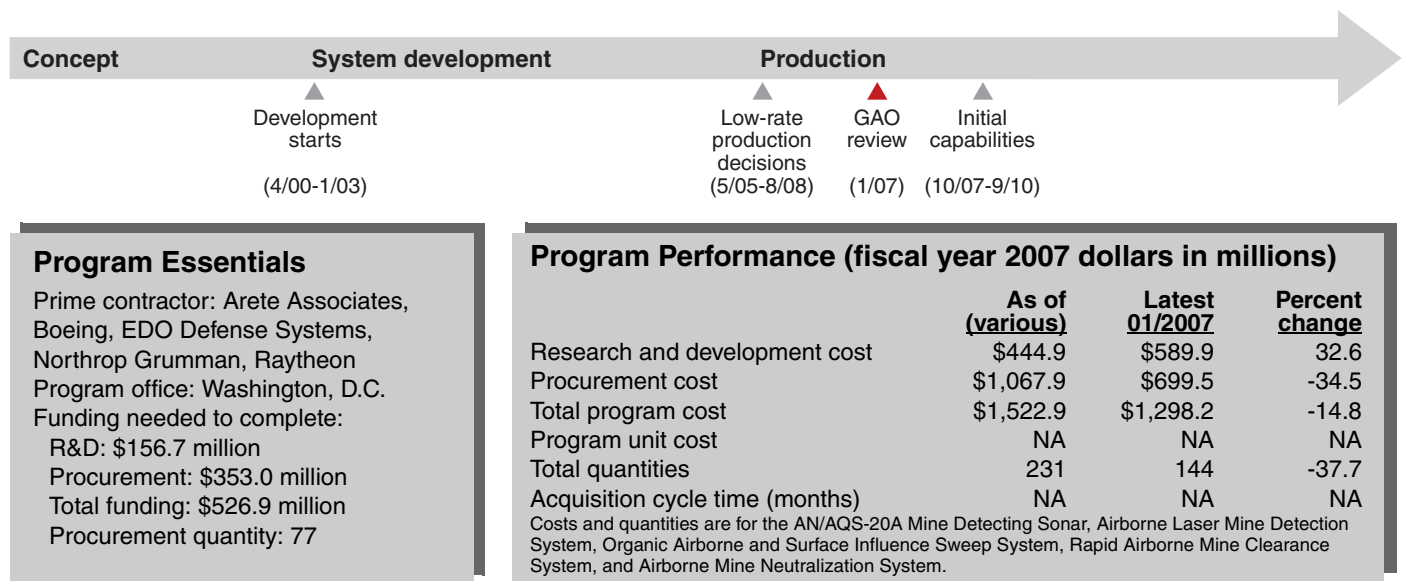 Concept System development Production
Development starts (4/00-1/03)
Low-rate production decisions (5/05-8/08)
GAO review (1/07)
Initial capabilities (10/07-9/10)
Program Essentials
Prime contractor: Arete Associates,
Boeing, EDO Defense Systems,
Northrop Grumman, Raytheon
Program office: Washington, D.C.
Funding needed to complete:
R&D: $156.7 million
Procurement: $353.0 million
Total funding: $526.9 million
Procurement quantity: 77
Program Performance (fiscal year 2007 dollars in millions)
As of (various) Latest 01/2007 Percent change
Research and development cost $444.9 $589.9 32.6
Procurement cost $1,067.9 $699.5 -34.5
Total program cost $1,522.9 $1,298.2 -14.8
Program unit cost NA NA NA
Total quantities 231 144 -37.7
Acquisition cycle time (months) NA NA NA
Costs and quantities are for the AN/AQS-20A Mine Detecting Sonar, Airborne Laser Mine Detection
System, Organic Airborne and Surface Influence Sweep System, Rapid Airborne Mine Clearance
System, and Airborne Mine Neutralization System.